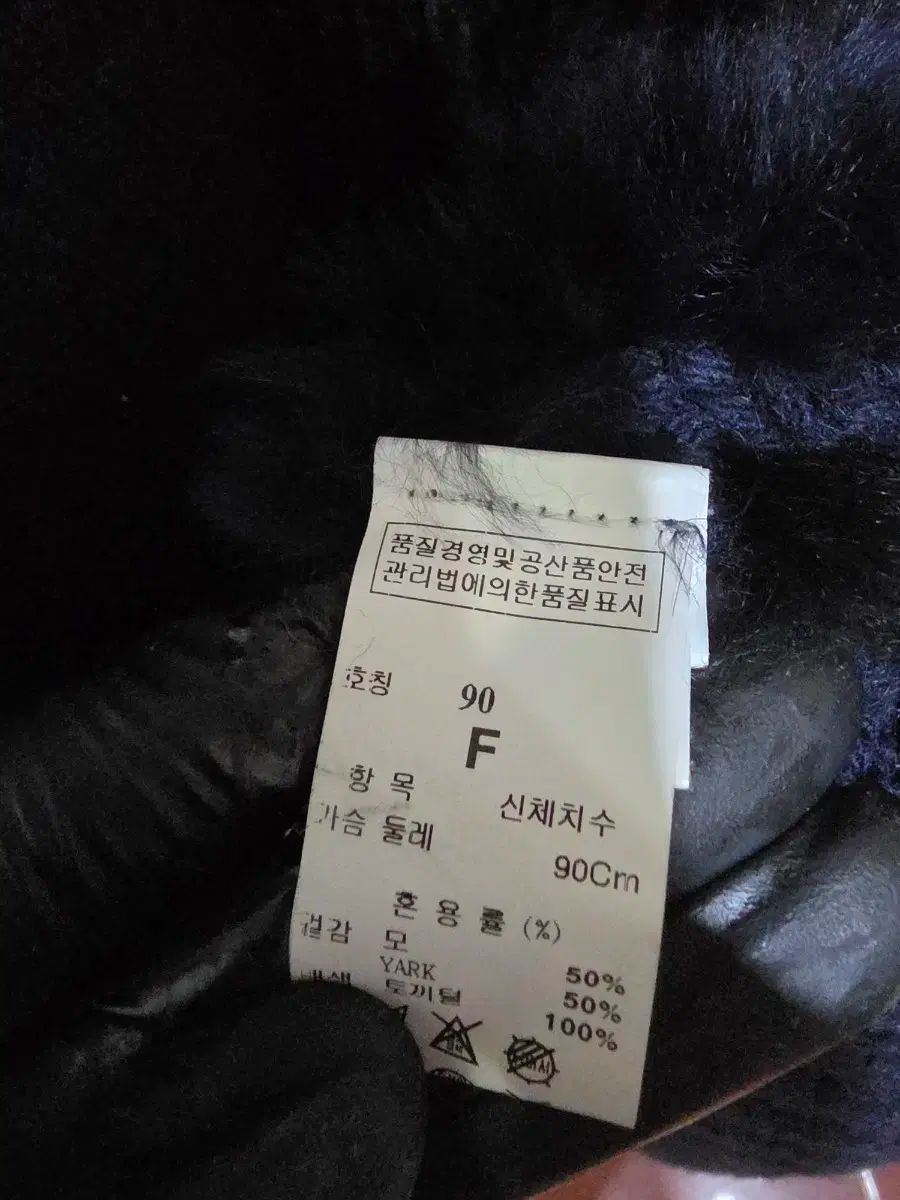 품질경영및공산품안전
관리법에의한품질표시
호칭 90
F
항 목 신체치수
가슴 둘레 90Cm
혼 용 률 (%)
겉감 모 50%
YARK 50%
토끼털 100%